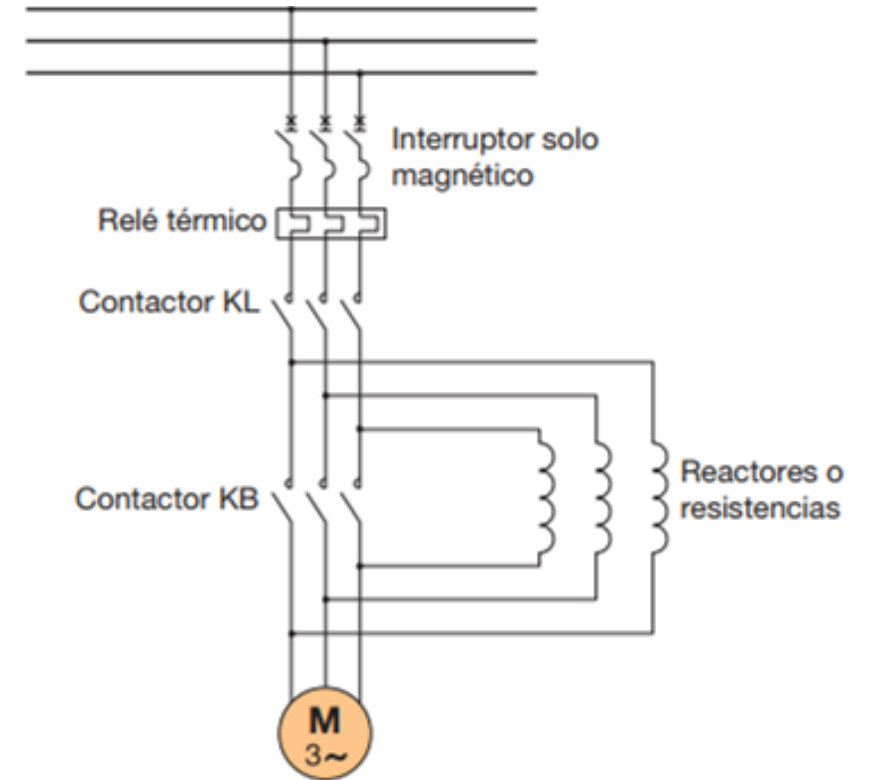 Interruptor solo
magnético
Relé térmico
Contactor KL
Contactor KB
Reactores o
resistencias
M
3~